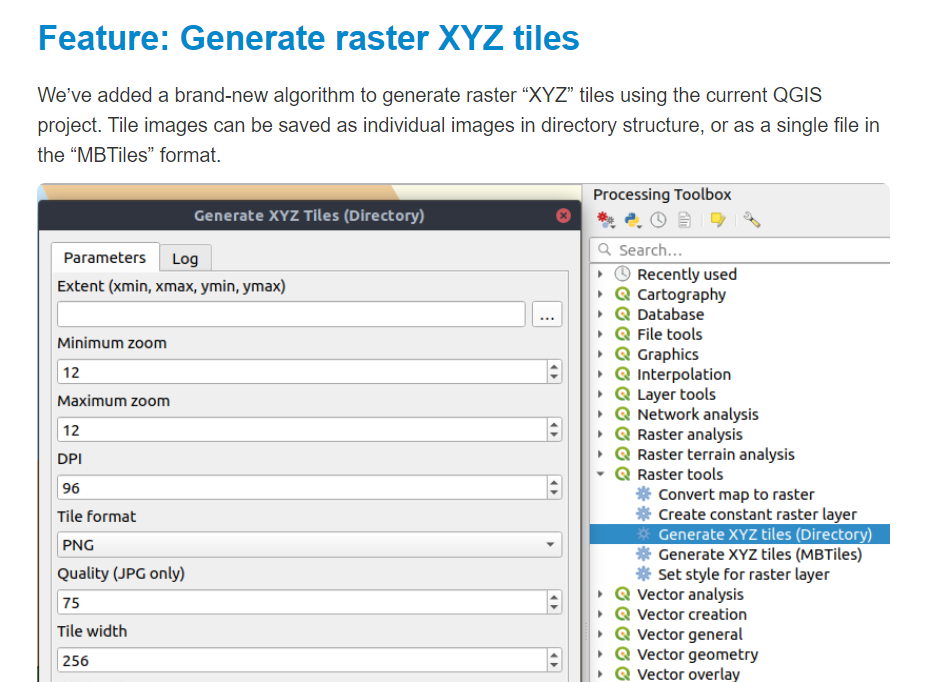 Feature: Generate raster XYZ tiles
We’ve added a brand-new algorithm to generate raster “XYZ” tiles using the current QGIS
project. Tile images can be saved as individual images in directory structure, or as a single file in
the “MBTiles” format.
Generate XYZ Tiles (Directory)
Parameters
Log
Extent (xmin, xmax, ymin, ymax)
...
Minimum zoom
12
Maximum zoom
12
DPI
96
Tile format
PNG
Quality (JPG only)
75
Tile width
256
Processing Toolbox
Search...
Recently used
Cartography
Database
File tools
Graphics
Interpolation
Layer tools
Network analysis
Raster analysis
Raster terrain analysis
Raster tools
Convert map to raster
Create constant raster layer
Generate XYZ tiles (Directory)
Generate XYZ tiles (MBTiles)
Set style for raster layer
Vector analysis
Vector creation
Vector general
Vector geometry
Vector overlay